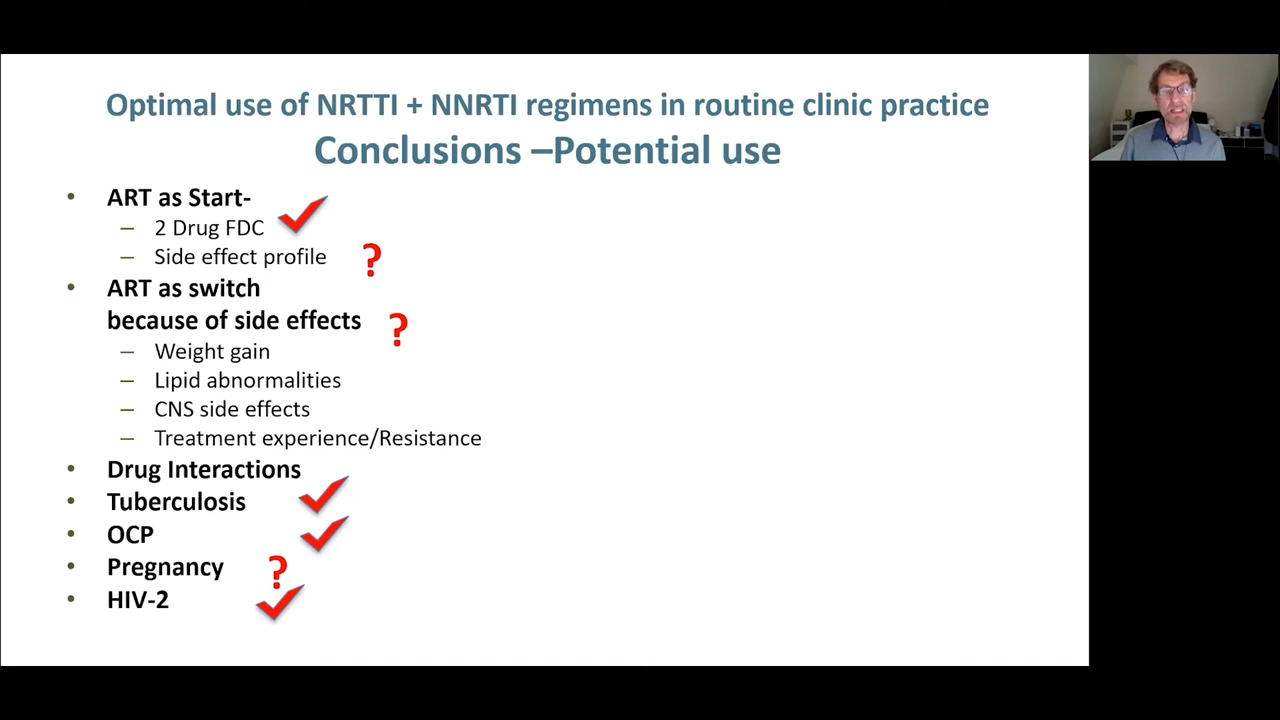 Optimal use of NRTTI + NNRTI regimens in routine clinic practice
Conclusions –Potential use
• ART as Start-
– 2 Drug FDC
– Side effect profile ?
• ART as switch
because of side effects ?
– Weight gain
– Lipid abnormalities
– CNS side effects
– Treatment experience/Resistance
• Drug Interactions
• Tuberculosis
• OCP
• Pregnancy ?
• HIV-2